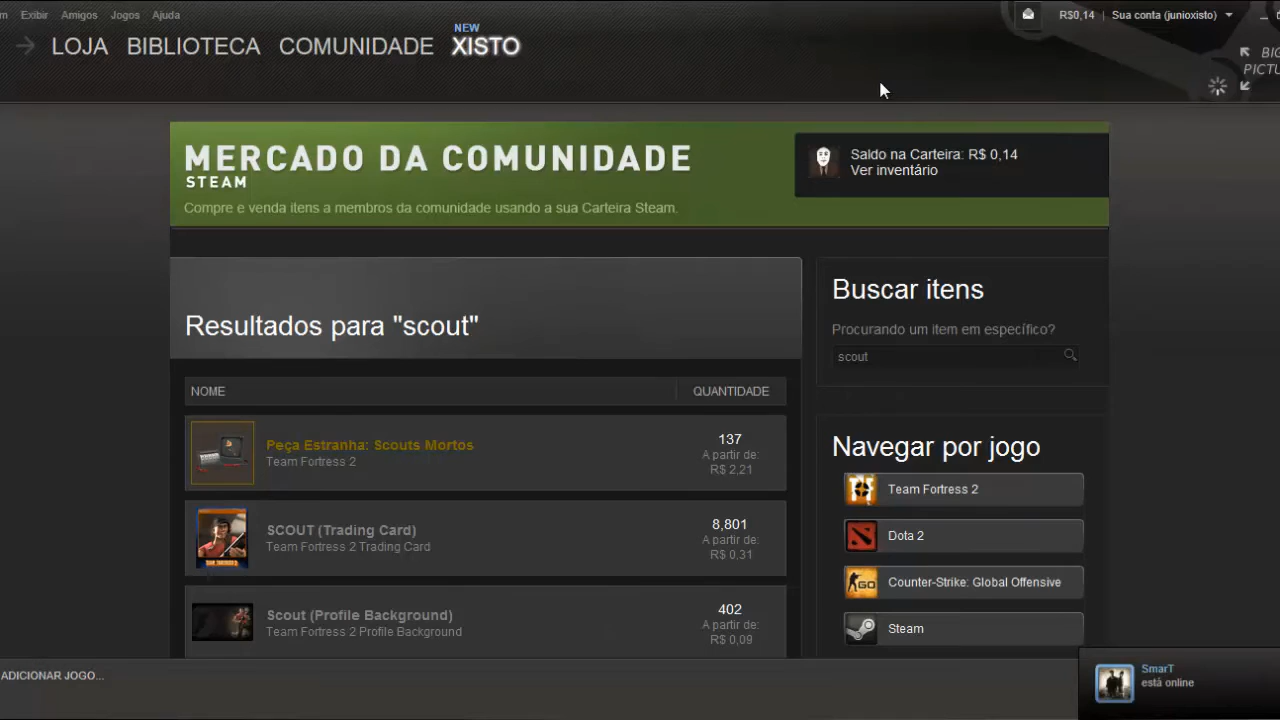 Exibir Amigos Jogos Ajuda
R$0,14 Sua conta (junioxisto)
NEW
LOJA BIBLIOTECA COMUNIDADE XISTO
MERCADO DA COMUNIDADE
STEAM
Compre e venda itens a membros da comunidade usando a sua Carteira Steam.
Saldo na Carteira: R$ 0,14
Ver inventário
Resultados para "scout"
NOME QUANTIDADE
Peça Estranha: Scouts Mortos
Team Fortress 2
137
A partir de:
R$ 2,21
SCOUT (Trading Card)
Team Fortress 2 Trading Card
8,801
A partir de:
R$ 0,31
Scout (Profile Background)
Team Fortress 2 Profile Background
402
A partir de:
R$ 0,09
Buscar itens
Procurando um item em específico?
scout
Navegar por jogo
Team Fortress 2
Dota 2
GO
Counter-Strike: Global Offensive
Steam
ADICIONAR JOGO...
SmarT
está online